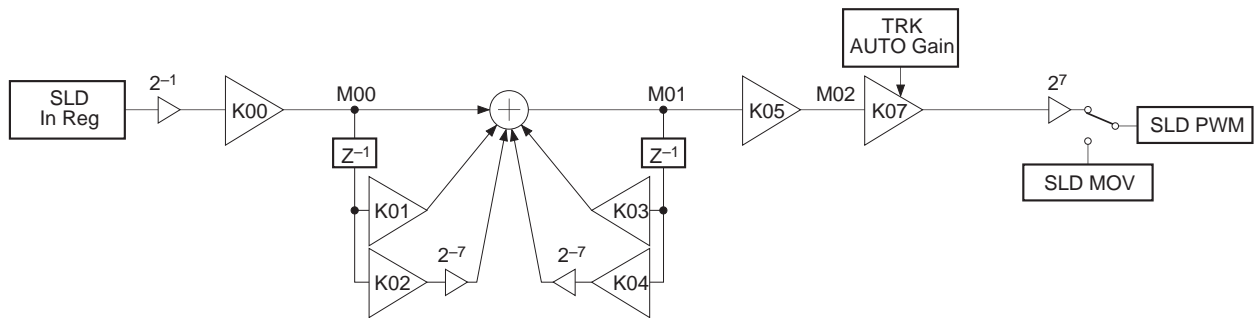 SLD
In Reg
2–1
K00
M00
Z–1
K01
K02
2–7
M01
Z–1
K03
K04
2–7
K05
M02
TRK
AUTO Gain
K07
27
SLD MOV
SLD PWM